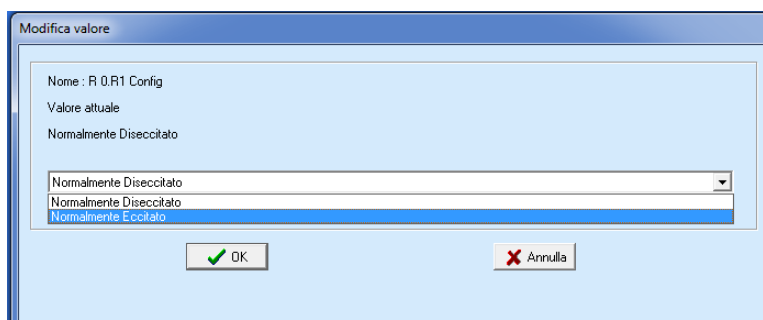 Modifica valore
Nome : R 0.R1 Config
Valore attuale
Normalmente Diseccitato
Normalmente Diseccitato
Normalmente Diseccitato
Normalmente Eccitato
OK
Annulla